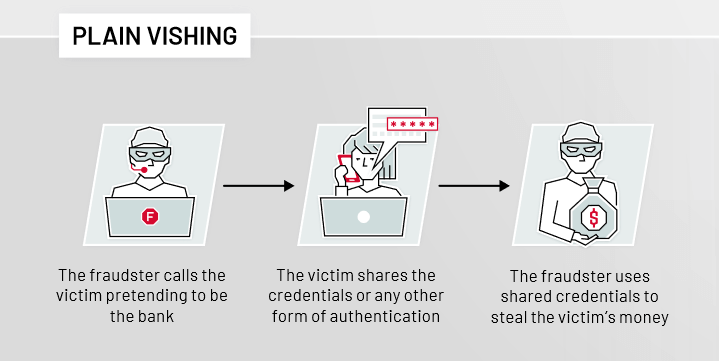 PLAIN VISHING
*****
F
$
The fraudster calls the
victim pretending to be
the bank
The victim shares the
credentials or any other
form of authentication
The fraudster uses
shared credentials to
steal the victim's money